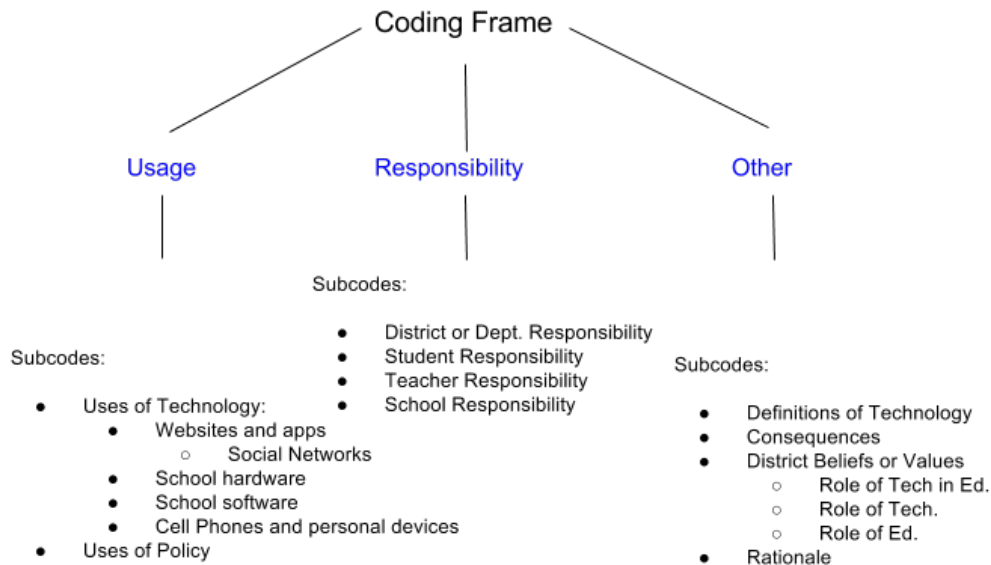 Coding Frame
Usage
Responsibility
Other
Subcodes:
● Uses of Technology:
● Websites and apps
○ Social Networks
● School hardware
● School software
● Cell Phones and personal devices
● Uses of Policy
Subcodes:
● District or Dept. Responsibility
● Student Responsibility
● Teacher Responsibility
● School Responsibility
Subcodes:
● Definitions of Technology
● Consequences
● District Beliefs or Values
○ Role of Tech in Ed.
○ Role of Tech.
○ Role of Ed.
● Rationale